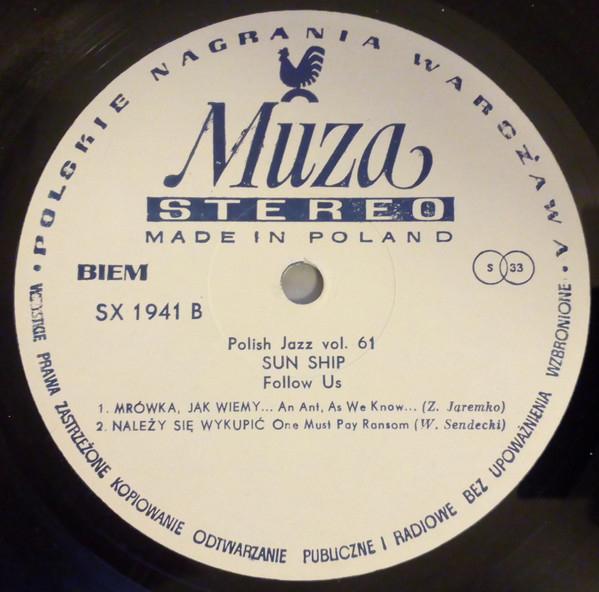 • POLSKIE NAGRANIA WARSZAWA •
Muza
STEREO
MADE IN POLAND
BIEM
S 33
SX 1941 B
Polish Jazz vol. 61
SUN SHIP
Follow Us
1. MRÓWKA, JAK WIEMY... An Ant, As We Know... (Z. Jaremko)
2. NALEŻY SIĘ WYKUPIĆ One Must Pay Ransom (W. Sendecki)
WSZYSTKIE PRAWA ZASTRZEŻONE KOPIOWANIE ODTWARZANIE PUBLICZNE I RADIOWE BEZ UPOWAŻNIENIA WZBRONIONE